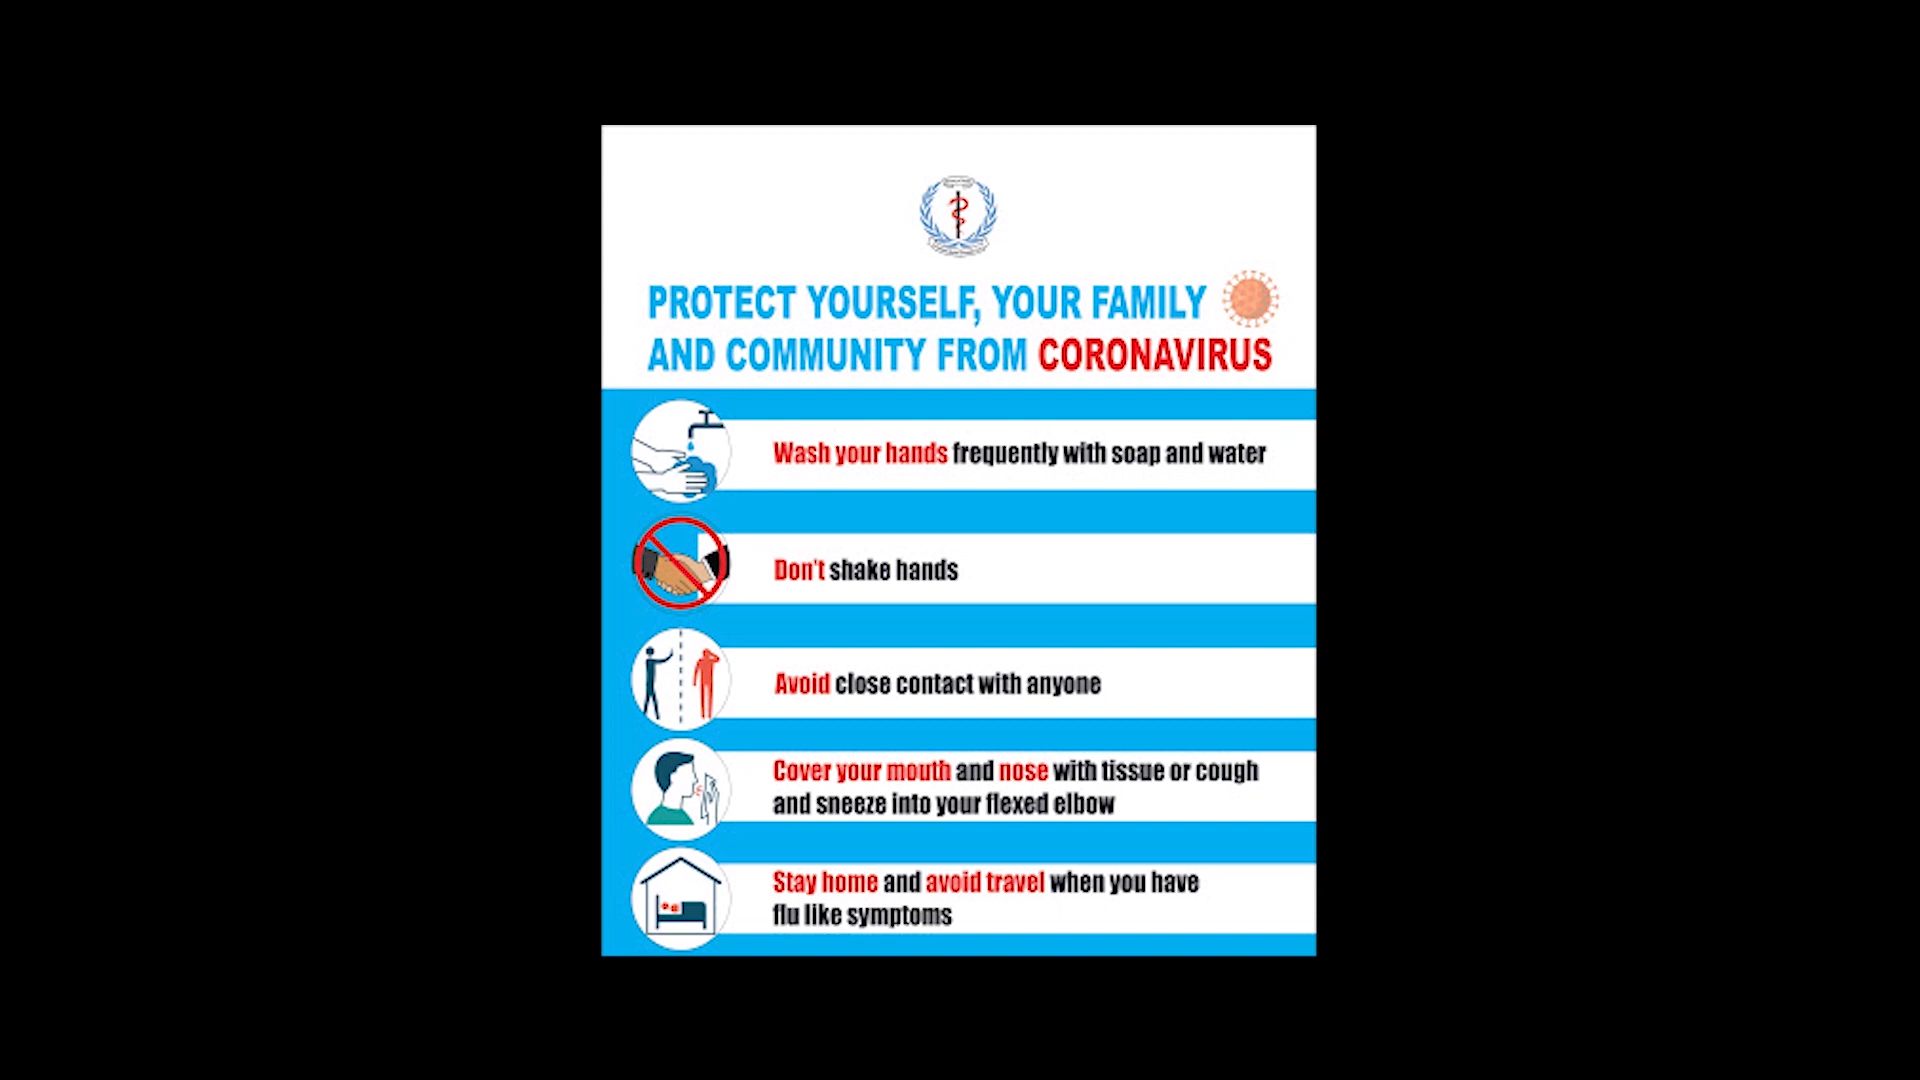 PROTECT YOURSELF, YOUR FAMILY
AND COMMUNITY FROM CORONAVIRUS
Wash your hands frequently with soap and water
Don't shake hands
Avoid close contact with anyone
Cover your mouth and nose with tissue or cough
and sneeze into your flexed elbow
Stay home and avoid travel when you have
flu like symptoms